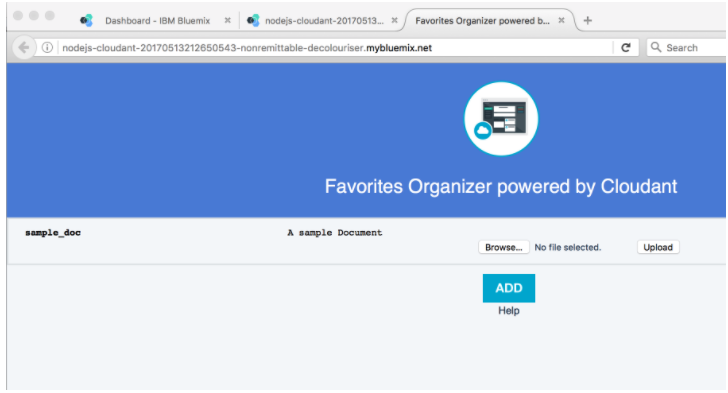 Dashboard - IBM Bluemix × nodejs-cloudant-20170513... × Favorites Organizer powered b... × +
nodejs-cloudant-20170513212650543-nonremittable-decolouriser.mybluemix.net Search
Favorites Organizer powered by Cloudant
sample_doc A sample Document
Browse... No file selected. Upload
ADD
Help